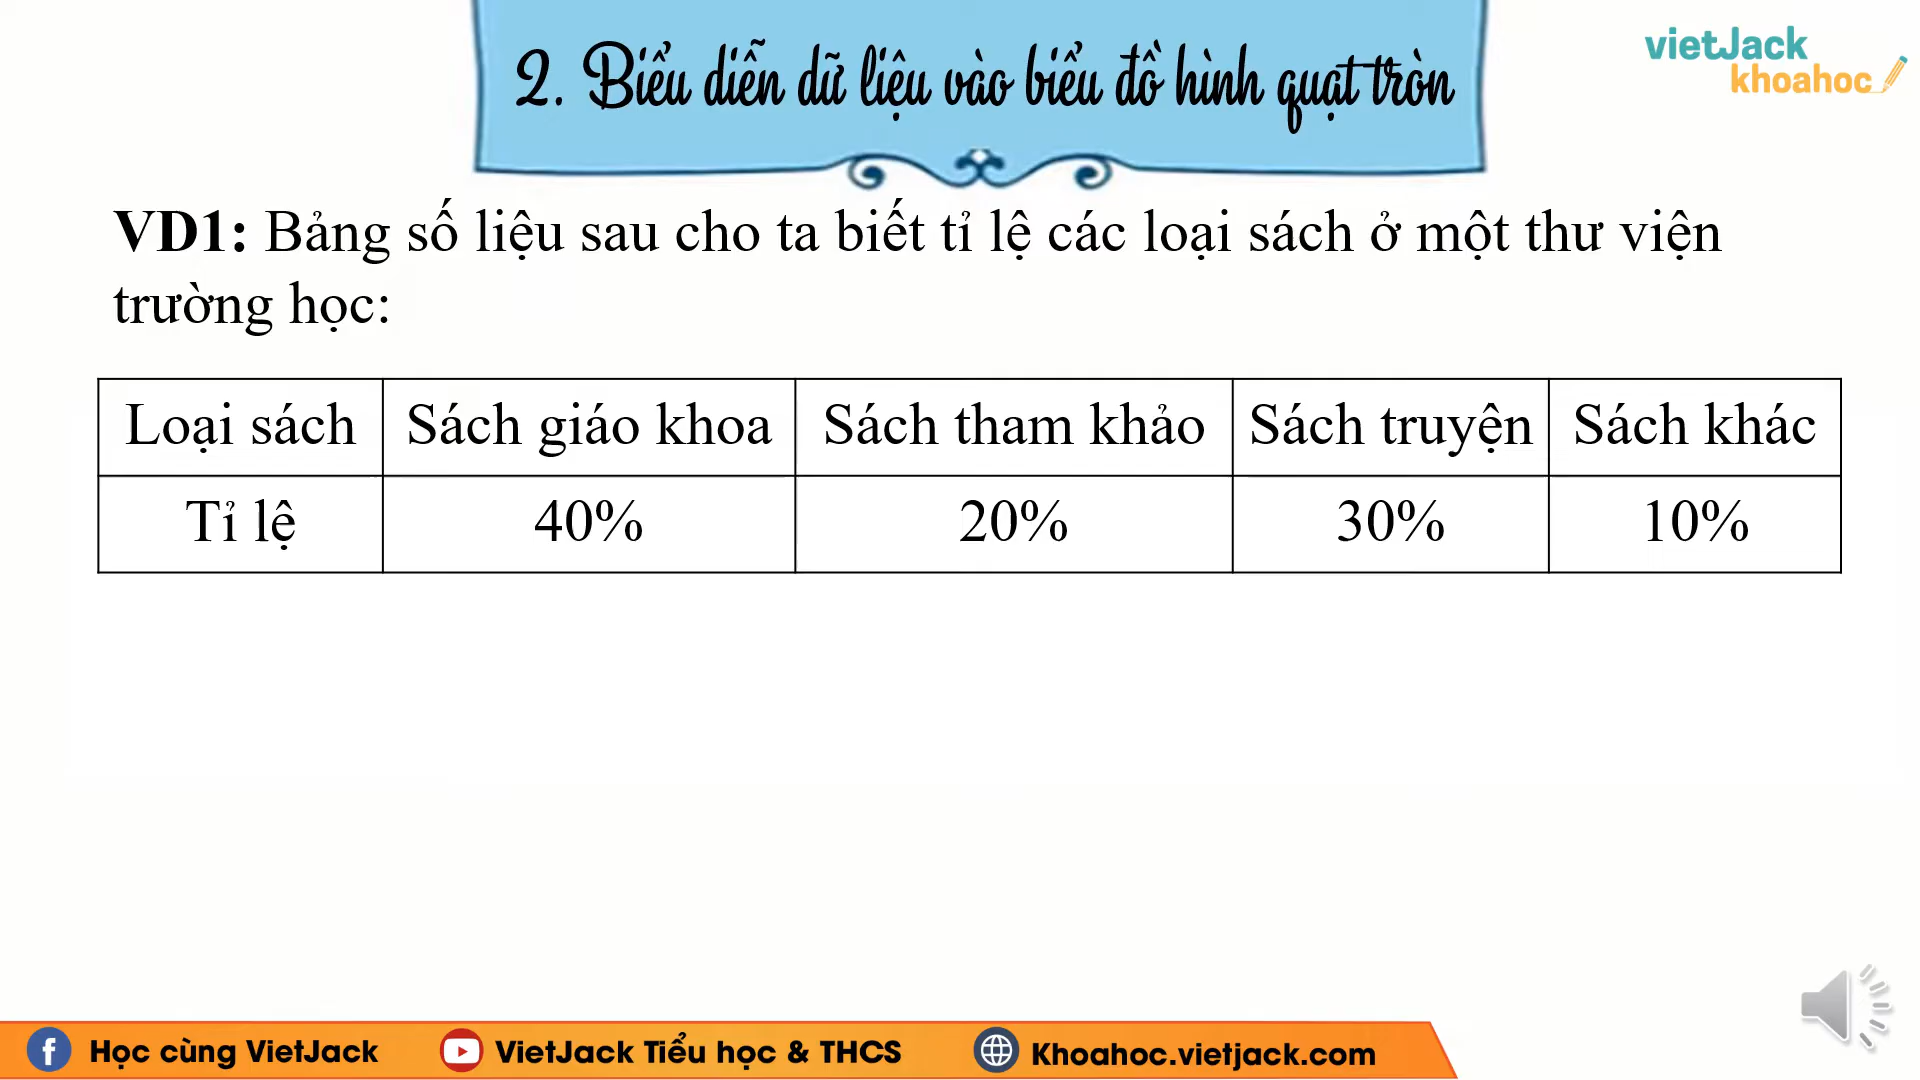 2. Biểu diễn dữ liệu vào biểu đồ hình quạt tròn
vietJack
khoahoc
VD1: Bảng số liệu sau cho ta biết tỉ lệ các loại sách ở một thư viện
trường học:
Loại sách Sách giáo khoa Sách tham khảo Sách truyện Sách khác
Tỉ lệ 40% 20% 30% 10%
Học cùng VietJack VietJack Tiểu học & THCS Khoahoc.vietjack.com